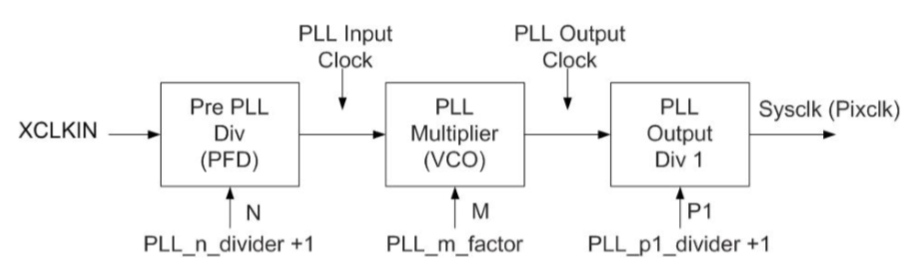 PLL Input
Clock
PLL Output
Clock
XCLKIN
Pre PLL
Div
(PFD)
PLL
Multiplier
(VCO)
PLL
Output
Div 1
Sysclk (Pixclk)
N
M
P1
PLL_n_divider +1
PLL_m_factor
PLL_p1_divider +1